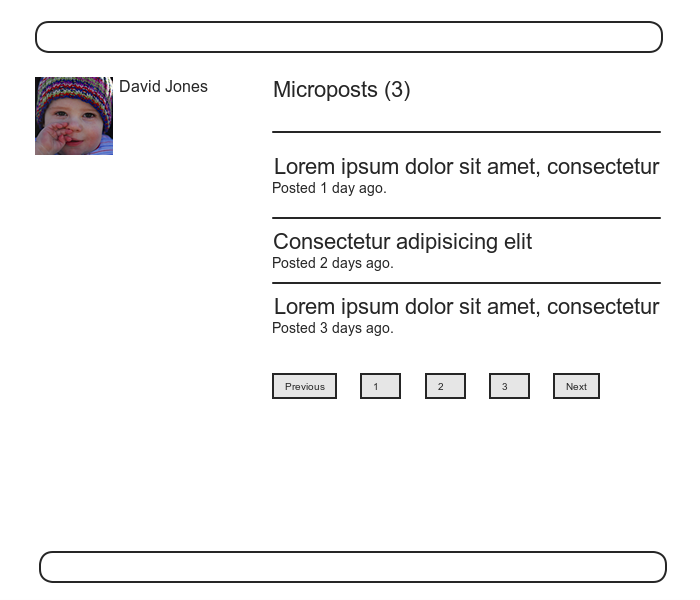 David Jones
Microposts (3)
Lorem ipsum dolor sit amet, consectetur
Posted 1 day ago.
Consectetur adipisicing elit
Posted 2 days ago.
Lorem ipsum dolor sit amet, consectetur
Posted 3 days ago.
Previous 1 2 3 Next